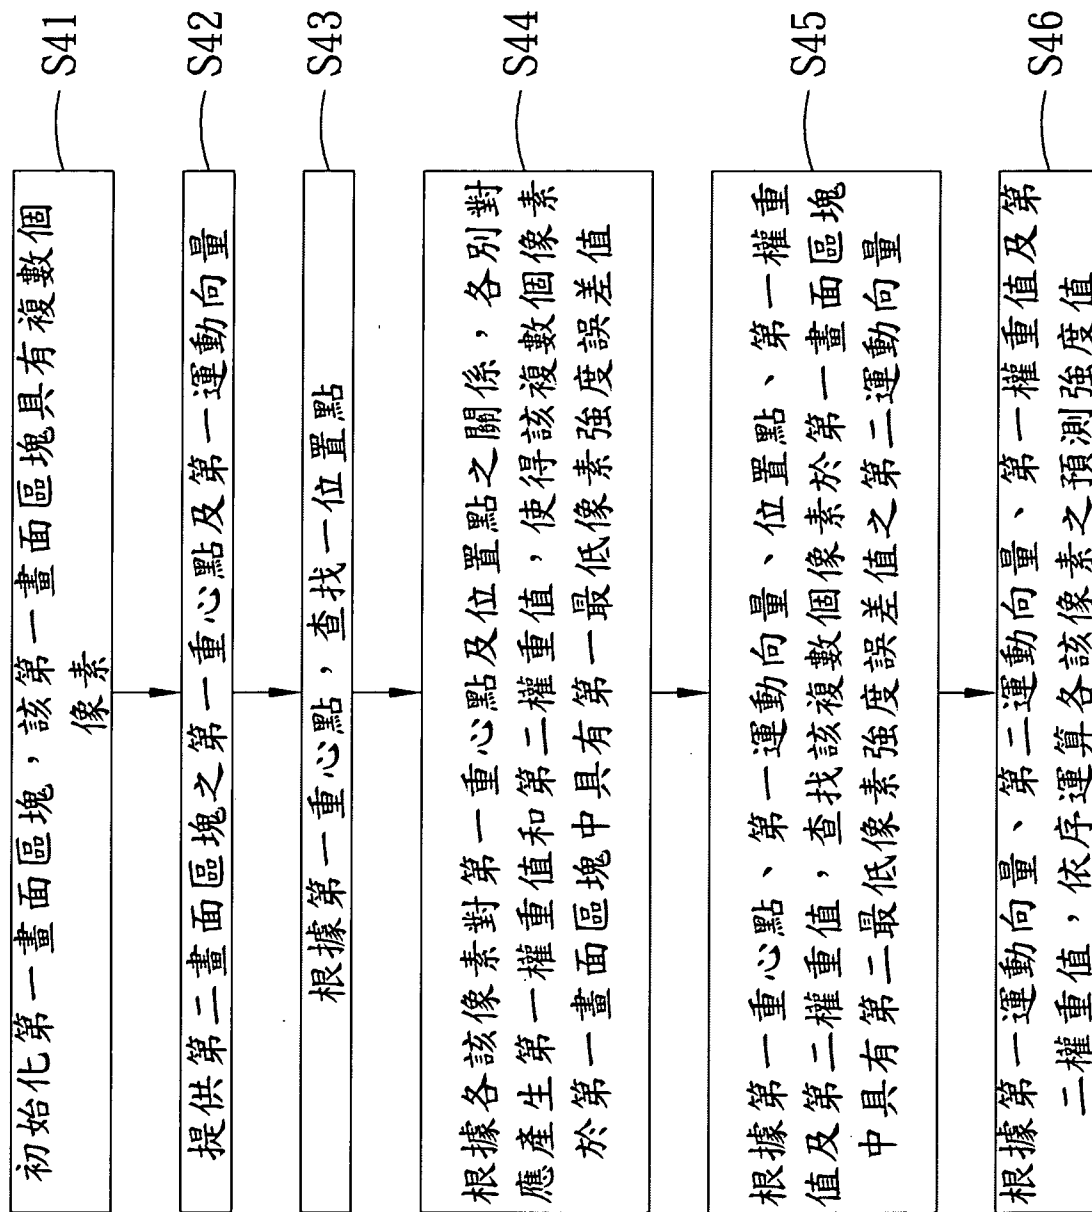 初始化第一畫面區塊，該第一畫面區塊具有複數個
像素
S41
提供第二畫面區塊之第一重心點及第一運動向量
S42
根據第一重心點，查找一位置點
S43
根據各該像素對第一重心點及位置點之關係，各別對
應產生第一權重值和第二權重值，使得該複數個像素
於第一畫面區塊中具有第一最低像素強度誤差值
S44
根據第一重心點、第一運動向量、位置點、第一權重
值及第二權重值，查找該複數個像素於第一畫面區塊
中具有第二最低像素強度誤差值之第二運動向量
S45
根據第一運動向量、第二運動向量、第一權重值及第
二權重值，依序運算各該像素之預測強度值
S46